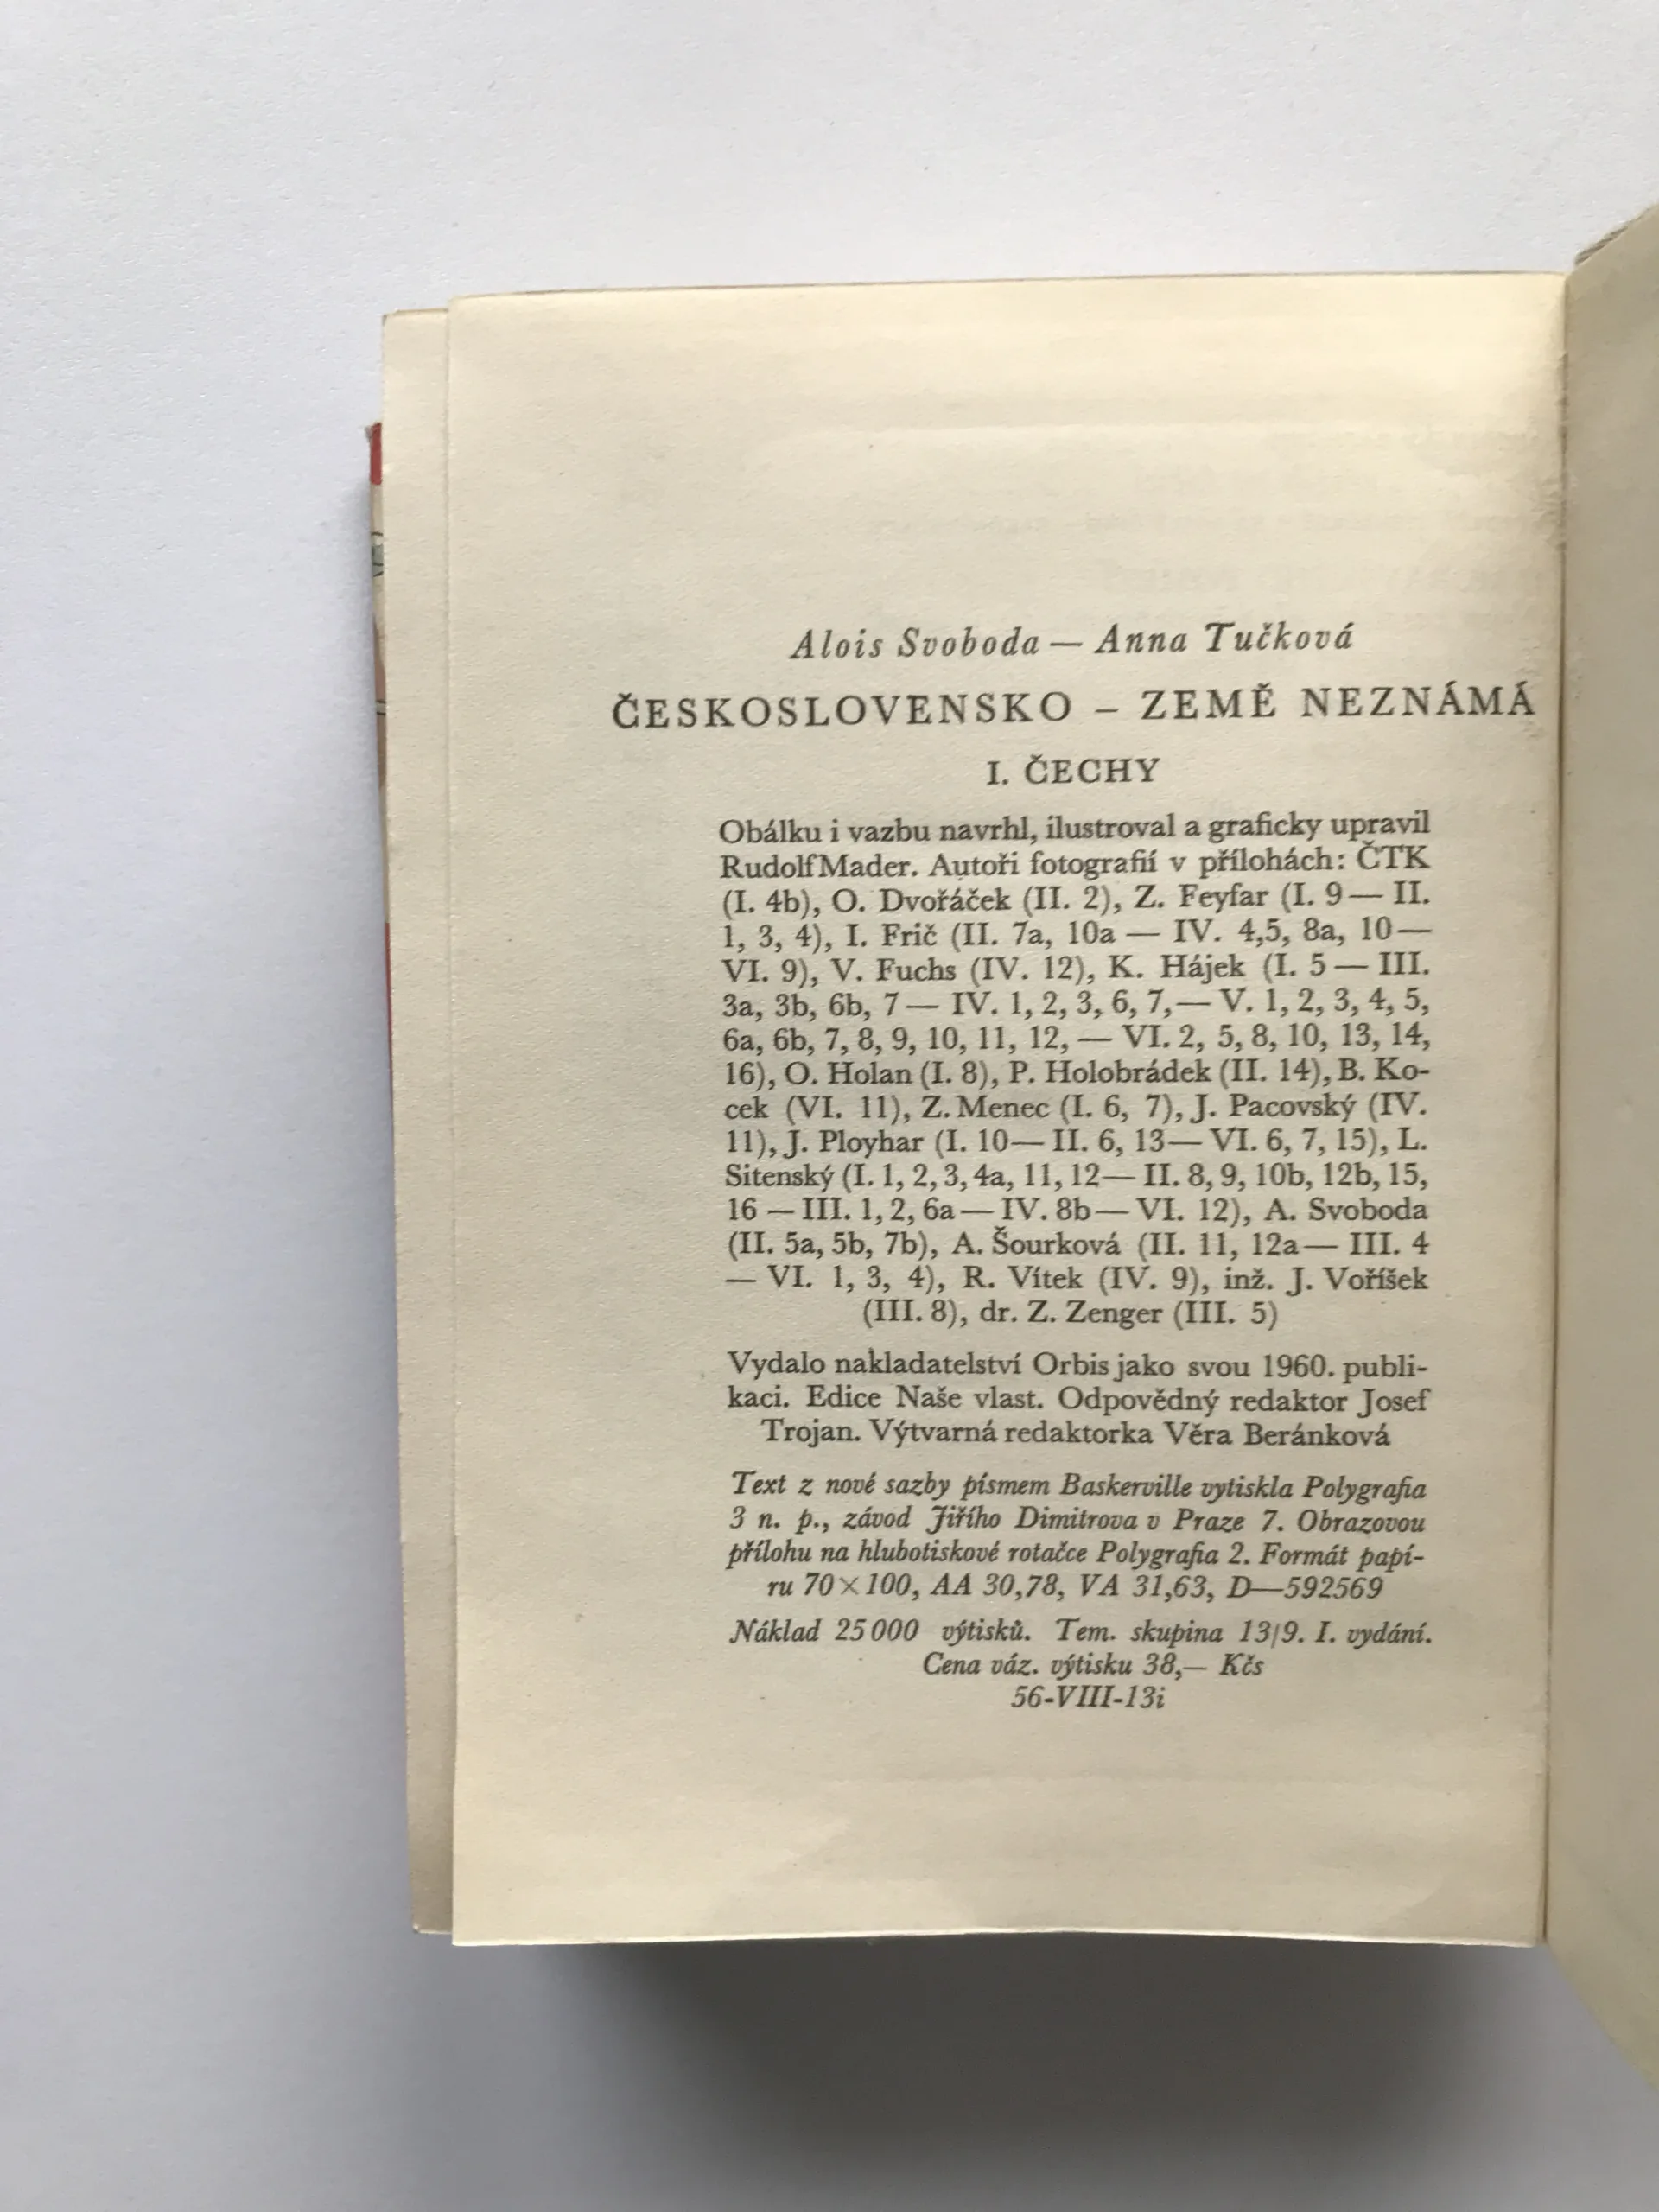 Alois Svoboda — Anna Tučková
ČESKOSLOVENSKO – ZEMĚ NEZNÁMÁ
I. ČECHY
Obálku i vazbu navrhl, ilustroval a graficky upravil
Rudolf Mader. Autoři fotografií v přílohách: ČTK
(I. 4b), O. Dvořáček (II. 2), Z. Feyfar (I. 9 — II.
1, 3, 4), I. Frič (II. 7a, 10a — IV. 4,5, 8a, 10 —
VI. 9), V. Fuchs (IV. 12), K. Hájek (I. 5 — III.
3a, 3b, 6b, 7 — IV. 1, 2, 3, 6, 7, — V. 1, 2, 3, 4, 5,
6a, 6b, 7, 8, 9, 10, 11, 12, — VI. 2, 5, 8, 10, 13, 14,
16), O. Holan (I. 8), P. Holobrádek (II. 14), B. Ko-
cek (VI. 11), Z. Menec (I. 6, 7), J. Pacovský (IV.
11), J. Ployhar (I. 10 — II. 6, 13 — VI. 6, 7, 15), L.
Sitenský (I. 1, 2, 3, 4a, 11, 12 — II. 8, 9, 10b, 12b, 15,
16 — III. 1, 2, 6a — IV. 8b — VI. 12), A. Svoboda
(II. 5a, 5b, 7b), A. Šourková (II. 11, 12a — III. 4
— VI. 1, 3, 4), R. Vítek (IV. 9), inž. J. Voříšek
(III. 8), dr. Z. Zenger (III. 5)
Vydalo nakladatelství Orbis jako svou 1960. publi-
kaci. Edice Naše vlast. Odpovědný redaktor Josef
Trojan. Výtvarná redaktorka Věra Beránková
Text z nové sazby písmem Baskerville vytiskla Polygrafia
3 n. p., závod Jiřího Dimitrova v Praze 7. Obrazovou
přílohu na hlubotiskové rotačce Polygrafia 2. Formát papí-
ru 70×100, AA 30,78, VA 31,63, D—592569
Náklad 25 000 výtisků. Tem. skupina 13/9. I. vydání.
Cena váz. výtisku 38,— Kčs
56-VIII-13i